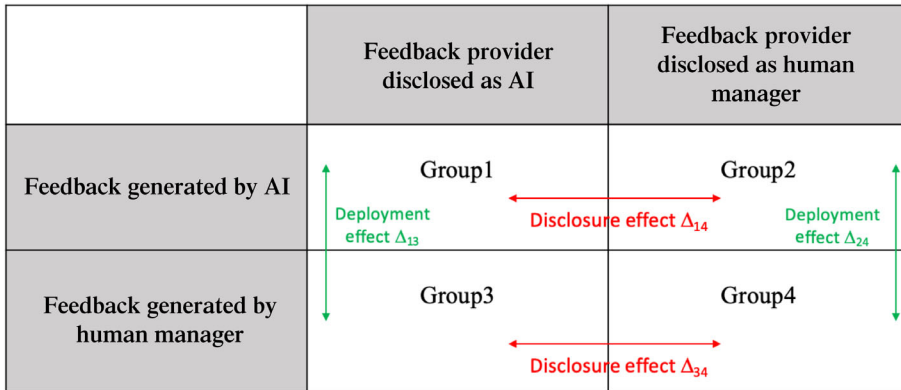 Feedback provider
disclosed as AI
Feedback provider
disclosed as human
manager
Feedback generated by AI
Group1
Group2
Deployment
effect Δ13
Disclosure effect Δ14
Deployment
effect Δ24
Feedback generated by
human manager
Group3
Group4
Disclosure effect Δ34